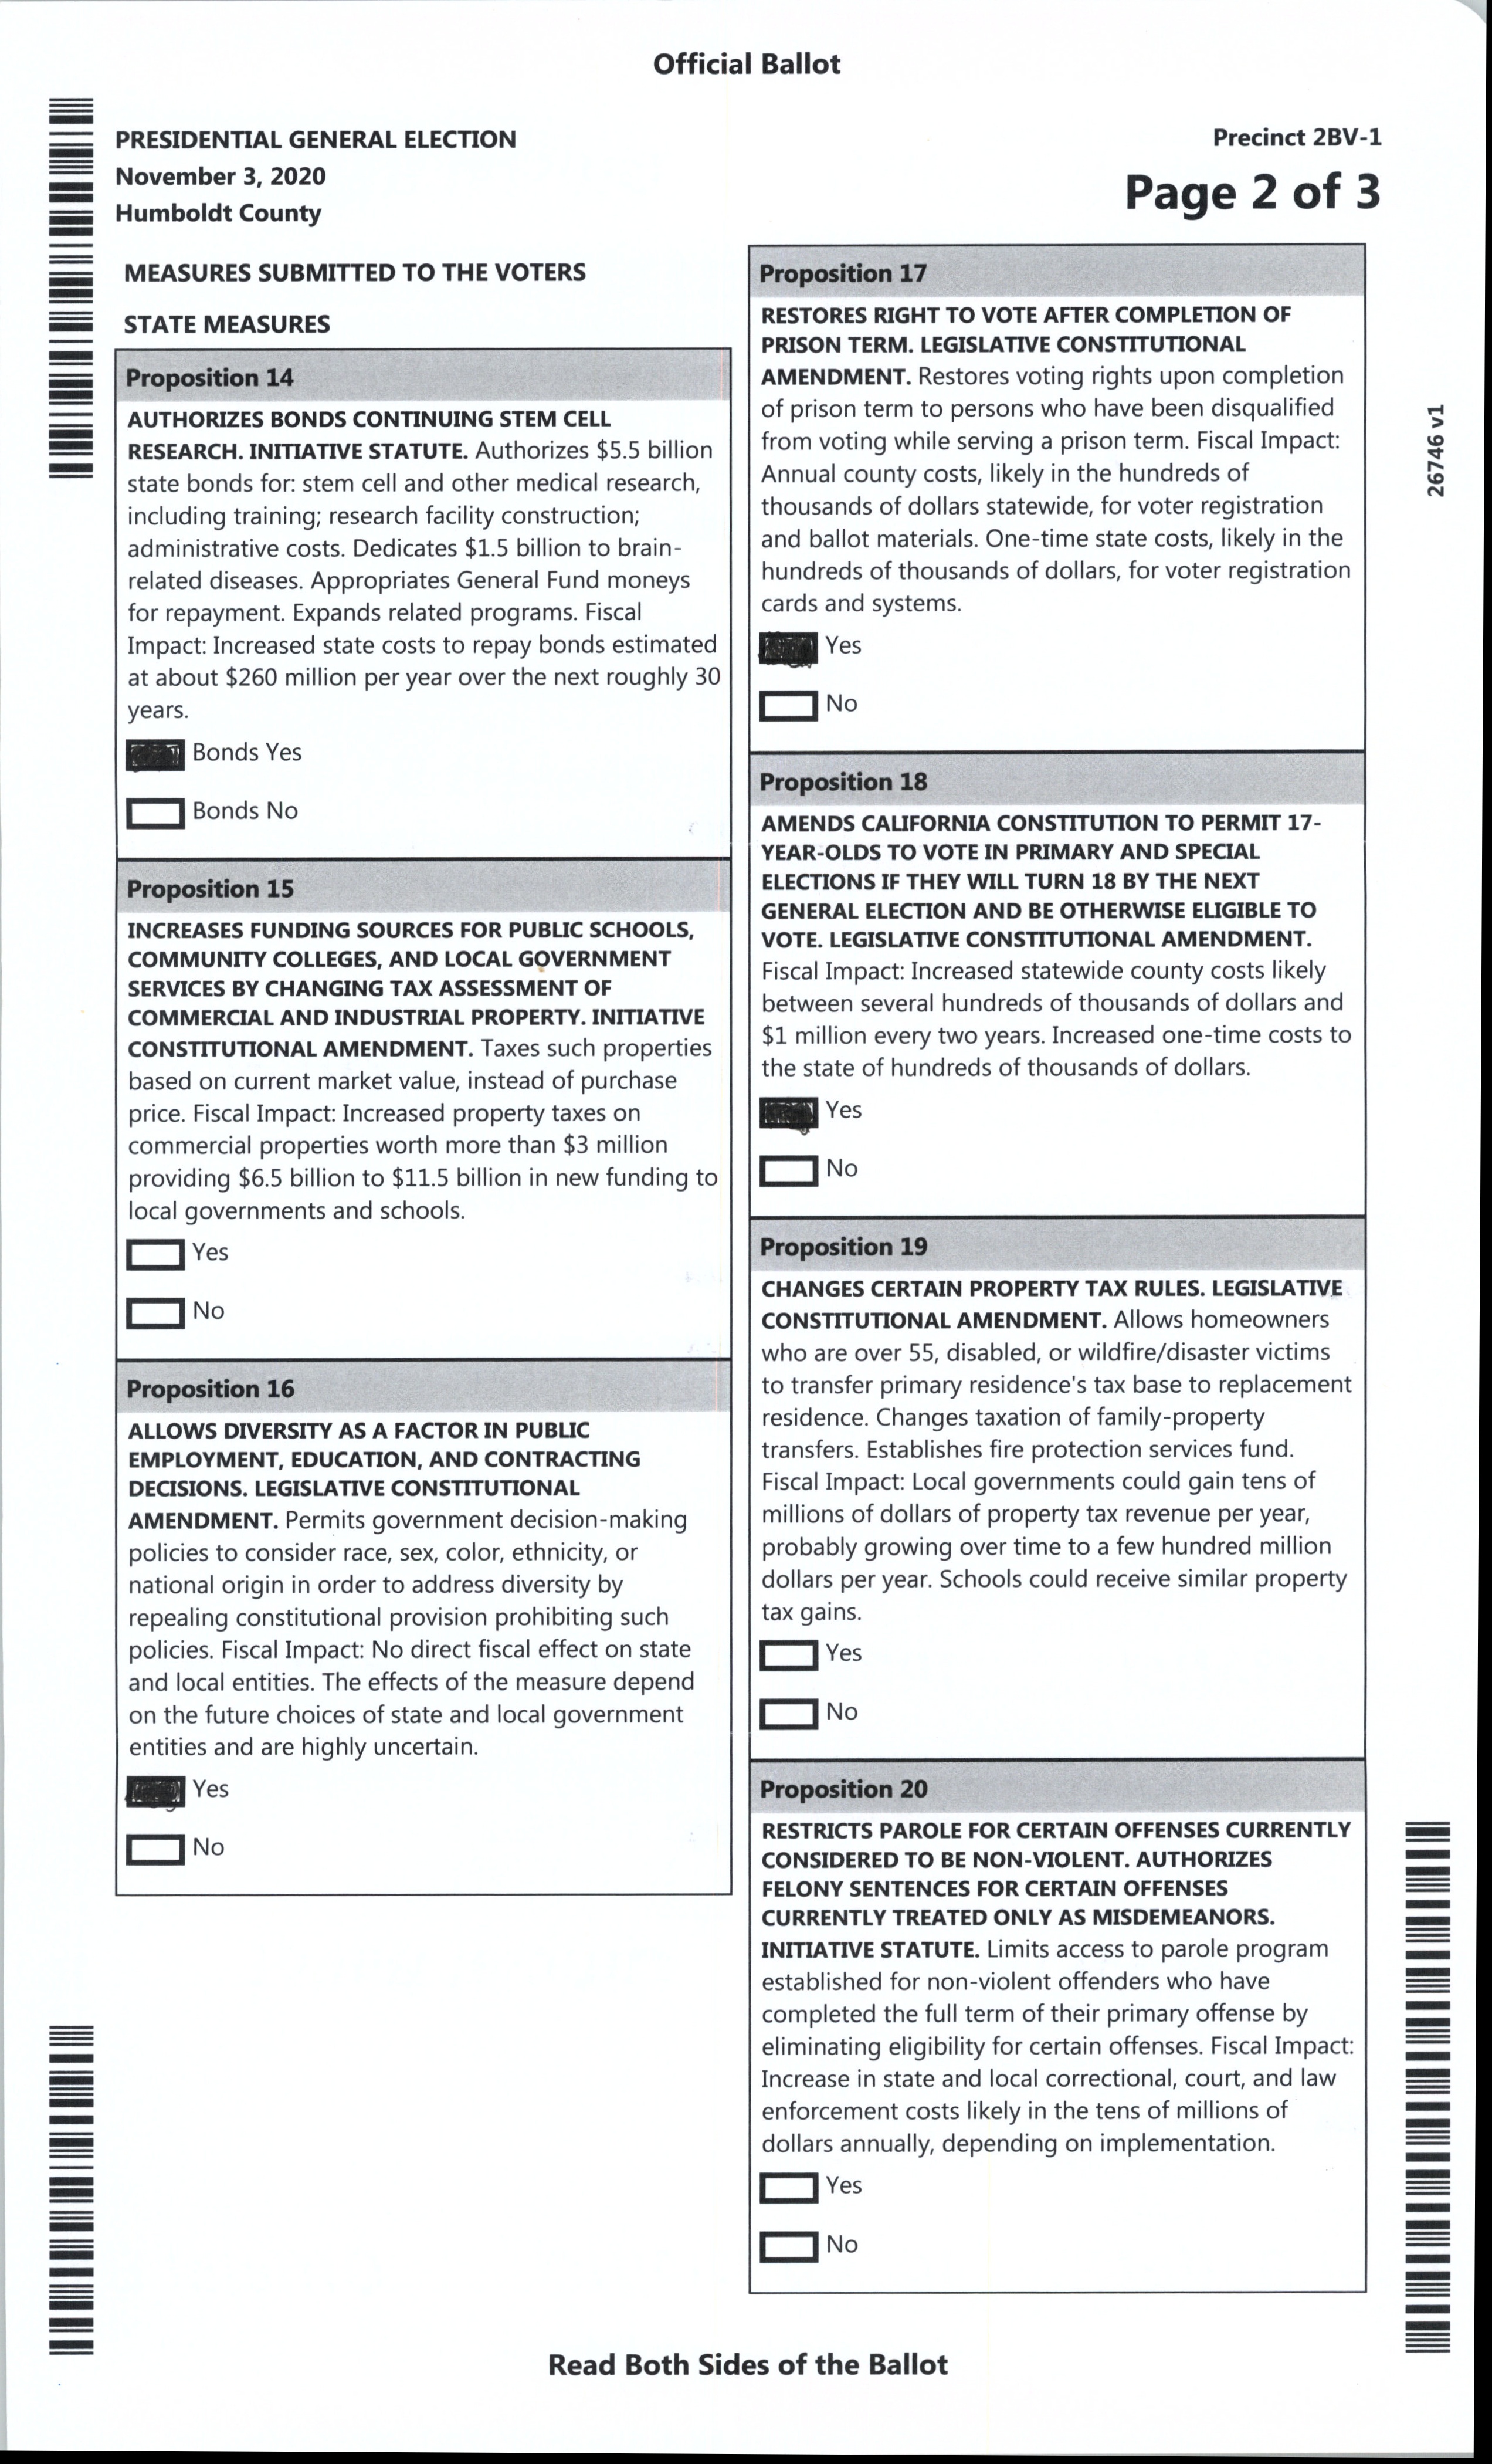 Official Ballot
PRESIDENTIAL GENERAL ELECTION
November 3, 2020
Humboldt County
Precinct 2BV-1
Page 2 of 3
MEASURES SUBMITTED TO THE VOTERS
STATE MEASURES
Proposition 14
AUTHORIZES BONDS CONTINUING STEM CELL
RESEARCH. INITIATIVE STATUTE. Authorizes $5.5 billion
state bonds for: stem cell and other medical research,
including training; research facility construction;
administrative costs. Dedicates $1.5 billion to brain-
related diseases. Appropriates General Fund moneys
for repayment. Expands related programs. Fiscal
Impact: Increased state costs to repay bonds estimated
at about $260 million per year over the next roughly 30
years.
Bonds Yes
Bonds No
Proposition 15
INCREASES FUNDING SOURCES FOR PUBLIC SCHOOLS,
COMMUNITY COLLEGES, AND LOCAL GOVERNMENT
SERVICES BY CHANGING TAX ASSESSMENT OF
COMMERCIAL AND INDUSTRIAL PROPERTY. INITIATIVE
CONSTITUTIONAL AMENDMENT. Taxes such properties
based on current market value, instead of purchase
price. Fiscal Impact: Increased property taxes on
commercial properties worth more than $3 million
providing $6.5 billion to $11.5 billion in new funding to
local governments and schools.
Yes
No
Proposition 16
ALLOWS DIVERSITY AS A FACTOR IN PUBLIC
EMPLOYMENT, EDUCATION, AND CONTRACTING
DECISIONS. LEGISLATIVE CONSTITUTIONAL
AMENDMENT. Permits government decision-making
policies to consider race, sex, color, ethnicity, or
national origin in order to address diversity by
repealing constitutional provision prohibiting such
policies. Fiscal Impact: No direct fiscal effect on state
and local entities. The effects of the measure depend
on the future choices of state and local government
entities and are highly uncertain.
Yes
No
Proposition 17
RESTORES RIGHT TO VOTE AFTER COMPLETION OF
PRISON TERM. LEGISLATIVE CONSTITUTIONAL
AMENDMENT. Restores voting rights upon completion
of prison term to persons who have been disqualified
from voting while serving a prison term. Fiscal Impact:
Annual county costs, likely in the hundreds of
thousands of dollars statewide, for voter registration
and ballot materials. One-time state costs, likely in the
hundreds of thousands of dollars, for voter registration
cards and systems.
Yes
No
Proposition 18
AMENDS CALIFORNIA CONSTITUTION TO PERMIT 17-
YEAR-OLDS TO VOTE IN PRIMARY AND SPECIAL
ELECTIONS IF THEY WILL TURN 18 BY THE NEXT
GENERAL ELECTION AND BE OTHERWISE ELIGIBLE TO
VOTE. LEGISLATIVE CONSTITUTIONAL AMENDMENT.
Fiscal Impact: Increased statewide county costs likely
between several hundreds of thousands of dollars and
$1 million every two years. Increased one-time costs to
the state of hundreds of thousands of dollars.
Yes
No
Proposition 19
CHANGES CERTAIN PROPERTY TAX RULES. LEGISLATIVE
CONSTITUTIONAL AMENDMENT. Allows homeowners
who are over 55, disabled, or wildfire/disaster victims
to transfer primary residence's tax base to replacement
residence. Changes taxation of family-property
transfers. Establishes fire protection services fund.
Fiscal Impact: Local governments could gain tens of
millions of dollars of property tax revenue per year,
probably growing over time to a few hundred million
dollars per year. Schools could receive similar property
tax gains.
Yes
No
Proposition 20
RESTRICTS PAROLE FOR CERTAIN OFFENSES CURRENTLY
CONSIDERED TO BE NON-VIOLENT. AUTHORIZES
FELONY SENTENCES FOR CERTAIN OFFENSES
CURRENTLY TREATED ONLY AS MISDEMEANORS.
INITIATIVE STATUTE. Limits access to parole program
established for non-violent offenders who have
completed the full term of their primary offense by
eliminating eligibility for certain offenses. Fiscal Impact:
Increase in state and local correctional, court, and law
enforcement costs likely in the tens of millions of
dollars annually, depending on implementation.
Yes
No
26746 v1
Read Both Sides of the Ballot